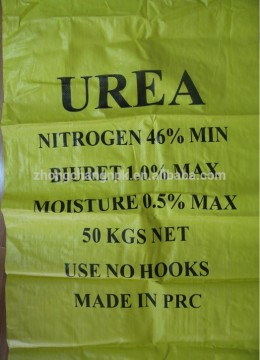 UREA
NITROGEN 46% MIN
BIURET 1.0% MAX
MOISTURE 0.5% MAX
50 KGS NET
USE NO HOOKS
MADE IN PRC